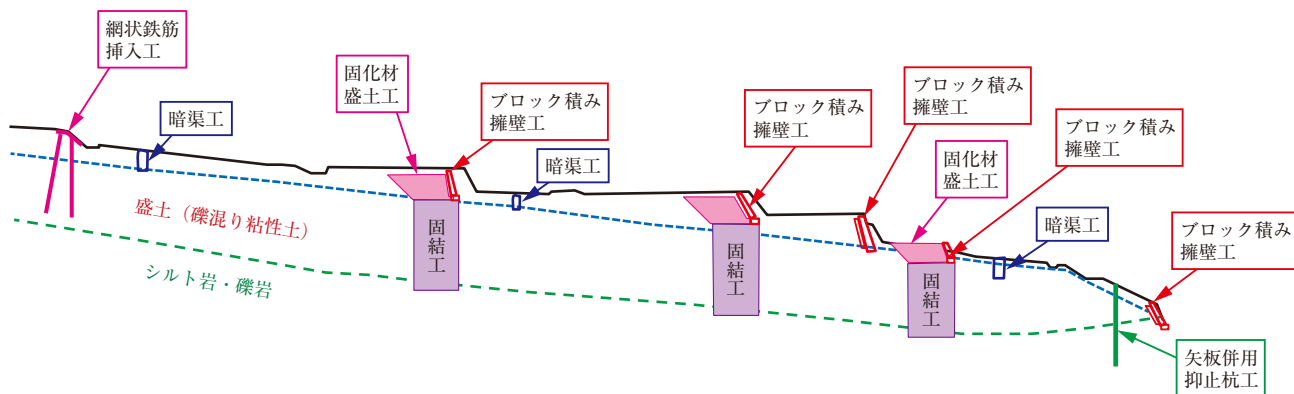 網状鉄筋
挿入工
暗渠工
固化材
盛土工
ブロック積み
擁壁工
暗渠工
ブロック積み
擁壁工
ブロック積み
擁壁工
固化材
盛土工
ブロック積み
擁壁工
暗渠工
ブロック積み
擁壁工
盛土（礫混り粘性土）
シルト岩・礫岩
固結工
固結工
固結工
矢板併用
抑止杭工